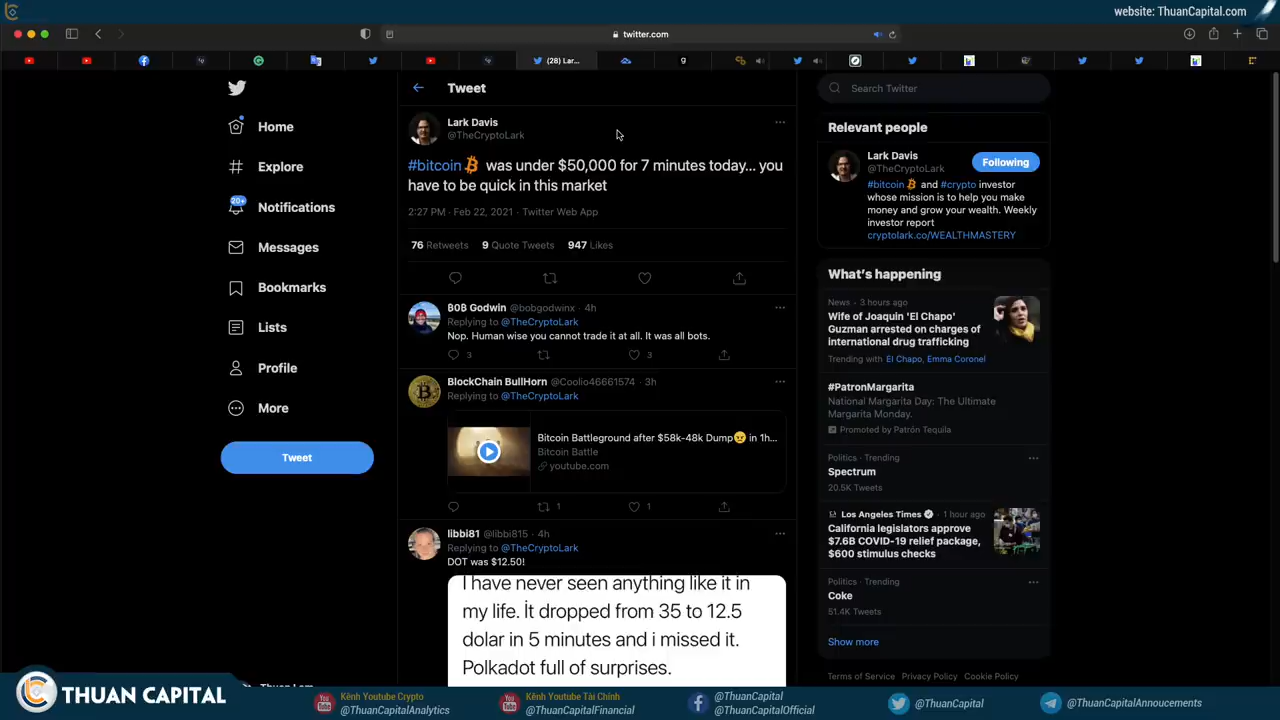 website: ThuanCapital.com
twitter.com
(28) Lar...
g
Home
Explore
20+
Notifications
Messages
Bookmarks
Lists
Profile
More
Tweet
Tweet
Lark Davis
@TheCryptoLark
#bitcoin was under $50,000 for 7 minutes today... you
have to be quick in this market
2:27 PM · Feb 22, 2021 · Twitter Web App
76 Retweets 9 Quote Tweets 947 Likes
B0B Godwin @bobgodwinx · 4h
Replying to @TheCryptoLark
Nop. Human wise you cannot trade it at all. It was all bots.
3 3
BlockChain BullHorn @Coolio46661574 · 3h
Replying to @TheCryptoLark
Bitcoin Battleground after $58k-48k Dump😠 in 1h...
Bitcoin Battle
youtube.com
1 1
libbi81 @libbi815 · 4h
Replying to @TheCryptoLark
DOT was $12.50!
I have never seen anything like it in
my life. İt dropped from 35 to 12.5
dolar in 5 minutes and i missed it.
Polkadot full of surprises.
Search Twitter
Relevant people
Lark Davis
@TheCryptoLark
Following
#bitcoin and #crypto investor
whose mission is to help you make
money and grow your wealth. Weekly
investor report
cryptolark.co/WEALTHMASTERY
What's happening
News · 3 hours ago
Wife of Joaquin 'El Chapo'
Guzman arrested on charges of
international drug trafficking
Trending with El Chapo, Emma Coronel
#PatronMargarita
National Margarita Day: The Ultimate
Margarita Monday.
Promoted by Patrón Tequila
Politics · Trending
Spectrum
20.5K Tweets
Los Angeles Times · 1 hour ago
California legislators approve
$7.6B COVID-19 relief package,
$600 stimulus checks
Politics · Trending
Coke
51.4K Tweets
Show more
Terms of Service Privacy Policy Cookie Policy
THUAN CAPITAL
Kênh Youtube Crypto
@ThuanCapitalAnalytics
Kênh Youtube Tài Chính
@ThuanCapitalFinancial
@ThuanCapital
@ThuanCapitalOfficial
@ThuanCapital
@ThuanCapitalAnnoucements